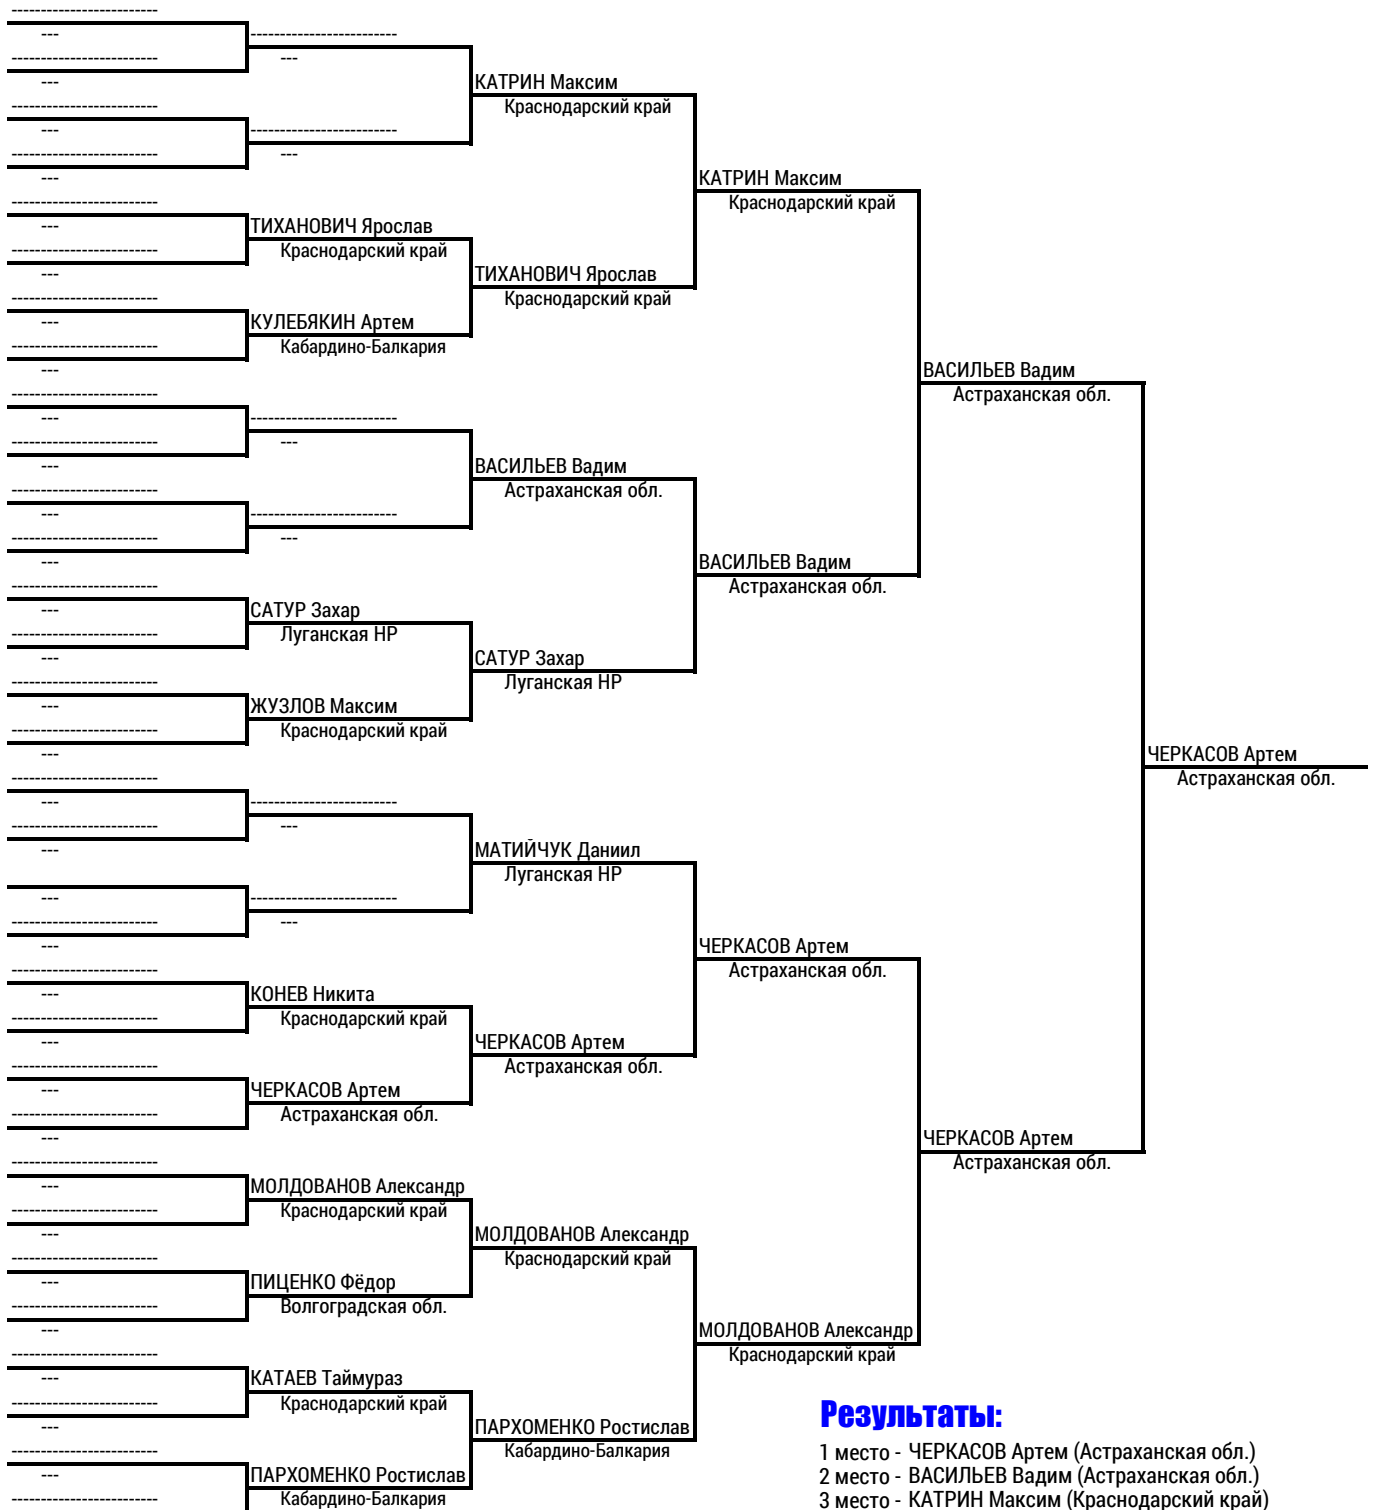 -------------------------
---
-------------------------
---
-------------------------
---
-------------------------
---
-------------------------
---
-------------------------
---
-------------------------
---
-------------------------
---
-------------------------
---
-------------------------
---
-------------------------
---
-------------------------
---
-------------------------
---
-------------------------
---
-------------------------
---
-------------------------
---
-------------------------
---
-------------------------
---
---
-------------------------
---
-------------------------
---
-------------------------
---
-------------------------
---
-------------------------
---
-------------------------
---
-------------------------
---
-------------------------
---
-------------------------
---
-------------------------
---
-------------------------
---
-------------------------
---
-------------------------
-------------------------
---
-------------------------
---
ТИХАНОВИЧ Ярослав
Краснодарский край
КУЛЕБЯКИН Артем
Кабардино-Балкария
-------------------------
---
-------------------------
---
САТУР Захар
Луганская НР
ЖУЗЛОВ Максим
Краснодарский край
-------------------------
---
-------------------------
---
КОНЕВ Никита
Краснодарский край
ЧЕРКАСОВ Артем
Астраханская обл.
МОЛДОВАНОВ Александр
Краснодарский край
ПИЦЕНКО Фёдор
Волгоградская обл.
КАТАЕВ Таймураз
Краснодарский край
ПАРХОМЕНКО Ростислав
Кабардино-Балкария
КАТРИН Максим
Краснодарский край
ТИХАНОВИЧ Ярослав
Краснодарский край
ВАСИЛЬЕВ Вадим
Астраханская обл.
САТУР Захар
Луганская НР
МАТИЙЧУК Даниил
Луганская НР
ЧЕРКАСОВ Артем
Астраханская обл.
МОЛДОВАНОВ Александр
Краснодарский край
ПАРХОМЕНКО Ростислав
Кабардино-Балкария
КАТРИН Максим
Краснодарский край
ВАСИЛЬЕВ Вадим
Астраханская обл.
ЧЕРКАСОВ Артем
Астраханская обл.
МОЛДОВАНОВ Александр
Краснодарский край
ВАСИЛЬЕВ Вадим
Астраханская обл.
ЧЕРКАСОВ Артем
Астраханская обл.
ЧЕРКАСОВ Артем
Астраханская обл.
Результаты:
1 место - ЧЕРКАСОВ Артем (Астраханская обл.)
2 место - ВАСИЛЬЕВ Вадим (Астраханская обл.)
3 место - КАТРИН Максим (Краснодарский край)